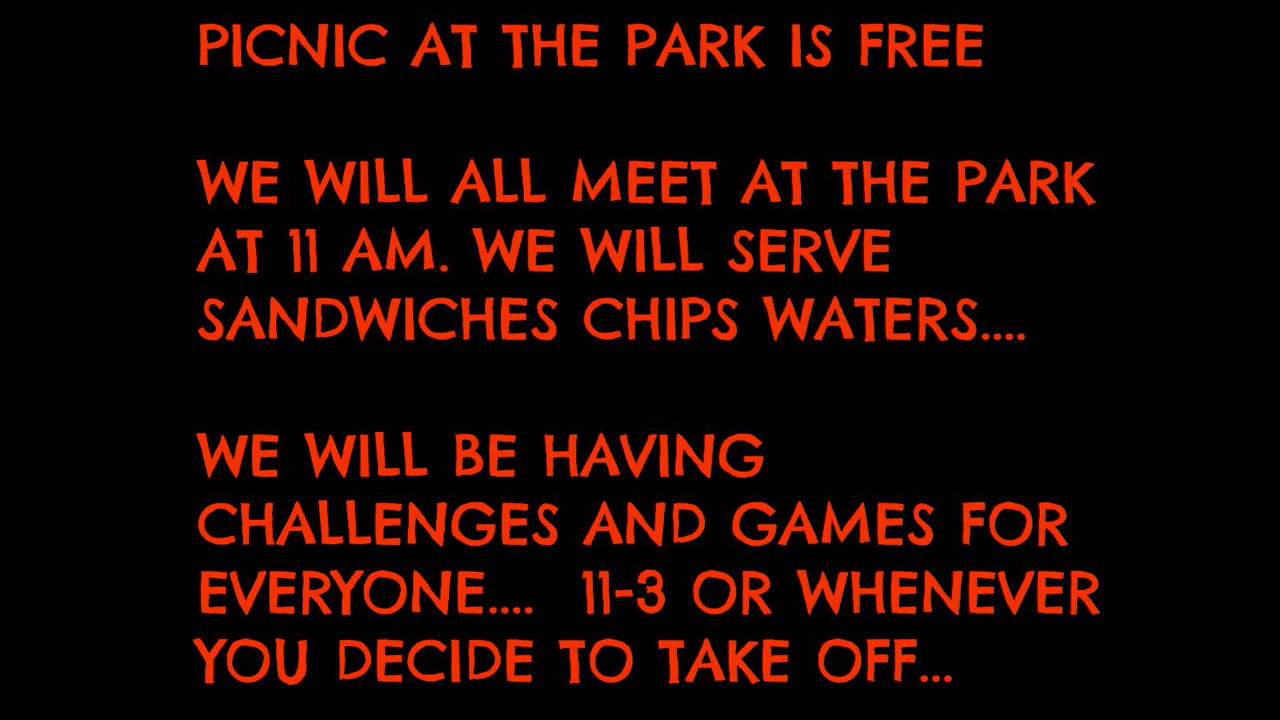 PICNIC AT THE PARK IS FREE
WE WILL ALL MEET AT THE PARK
AT 11 AM. WE WILL SERVE
SANDWICHES CHIPS WATERS....
WE WILL BE HAVING
CHALLENGES AND GAMES FOR
EVERYONE....  11-3 OR WHENEVER
YOU DECIDE TO TAKE OFF...